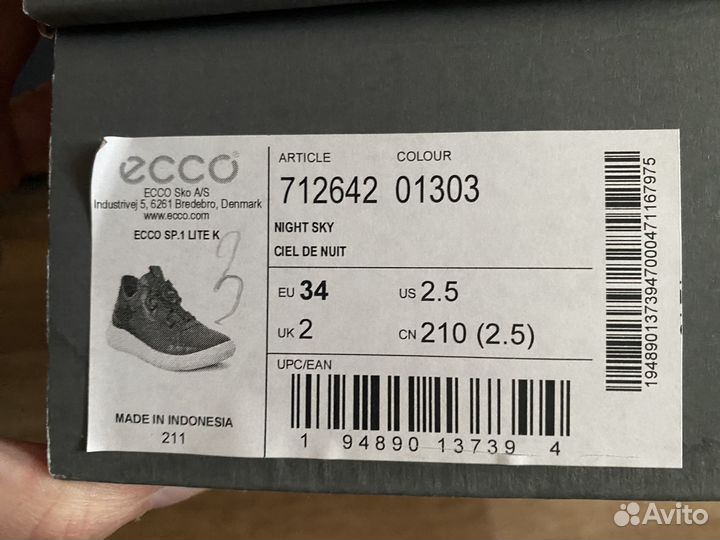 ecco®
ECCO Sko A/S
Industrivej 5, 6261 Bredebro, Denmark
www.ecco.com
ECCO SP.1 LITE K
3
MADE IN INDONESIA
211
ARTICLE COLOUR
712642 01303
NIGHT SKY
CIEL DE NUIT
EU 34 US 2.5
UK 2 CN 210 (2.5)
UPC/EAN
1 94890 13739 4
1948901373947000471167975
Avito